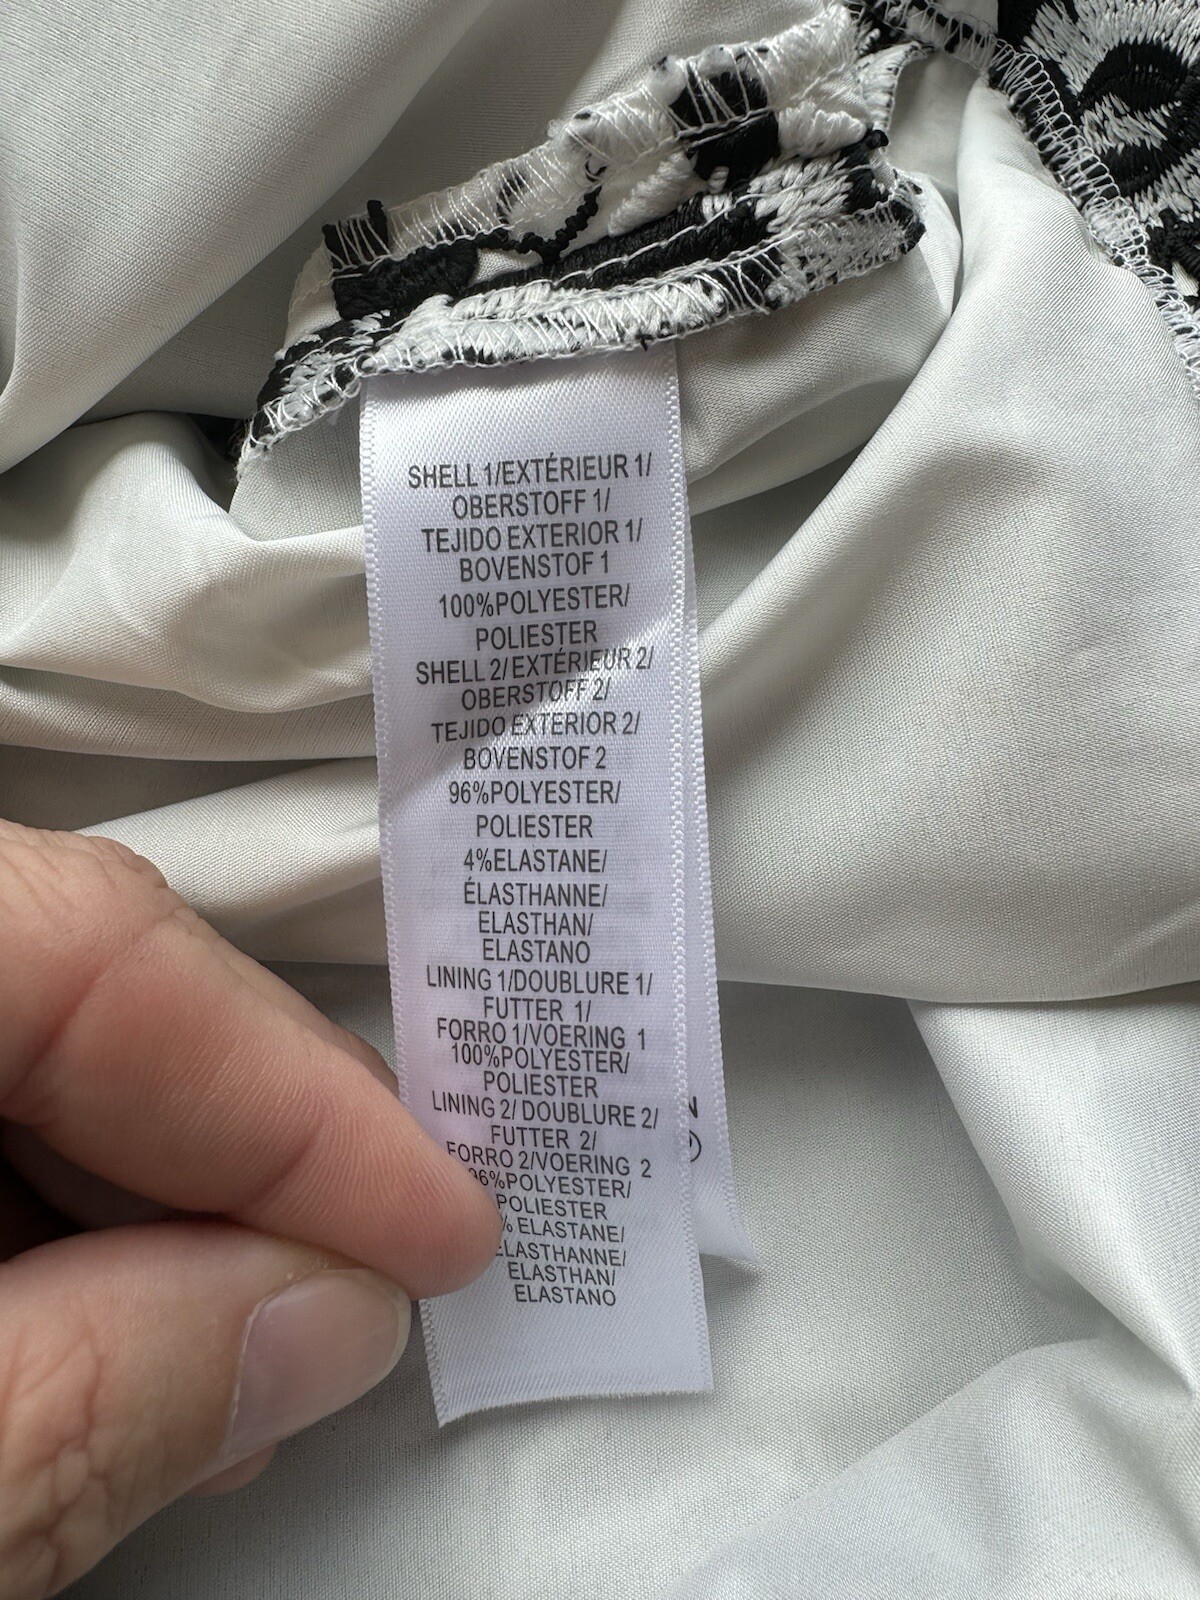 SHELL 1/EXTÉRIEUR 1/
OBERSTOFF 1/
TEJIDO EXTERIOR 1/
BOVENSTOF 1
100%POLYESTER/
POLIESTER
SHELL 2/EXTÉRIEUR 2/
OBERSTOFF 2/
TEJIDO EXTERIOR 2/
BOVENSTOF 2
96%POLYESTER/
POLIESTER
4%ELASTANE/
ÉLASTHANNE/
ELASTHAN/
ELASTANO
LINING 1/DOUBLURE 1/
FUTTER 1/
FORRO 1/VOERING 1
100%POLYESTER/
POLIESTER
LINING 2/ DOUBLURE 2/
FUTTER 2/
FORRO 2/VOERING 2
96%POLYESTER/
POLIESTER
% ELASTANE/
ELASTHANNE/
ELASTHAN/
ELASTANO
N